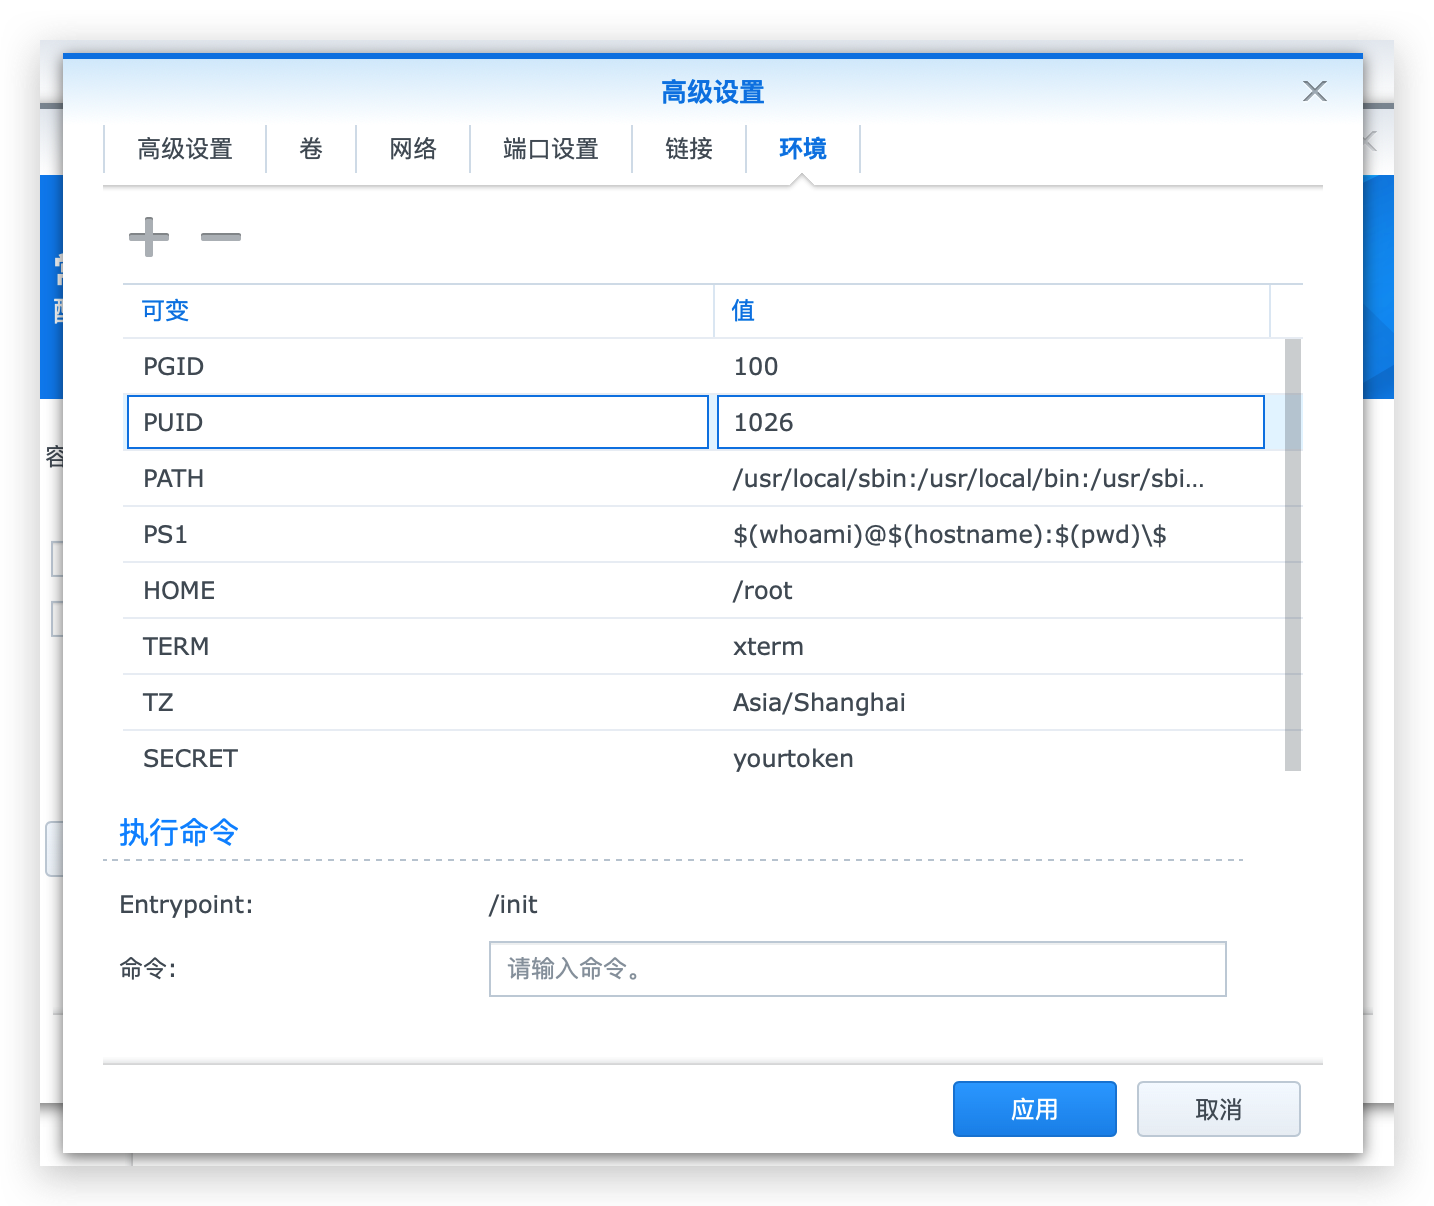 高级设置
高级设置 卷 网络 端口设置 链接 环境
可变 值
PGID 100
PUID 1026
PATH /usr/local/sbin:/usr/local/bin:/usr/sbi...
PS1 $(whoami)@$(hostname):$(pwd)\$
HOME /root
TERM xterm
TZ Asia/Shanghai
SECRET yourtoken
执行命令
Entrypoint: /init
命令: 请输入命令。
应用 取消